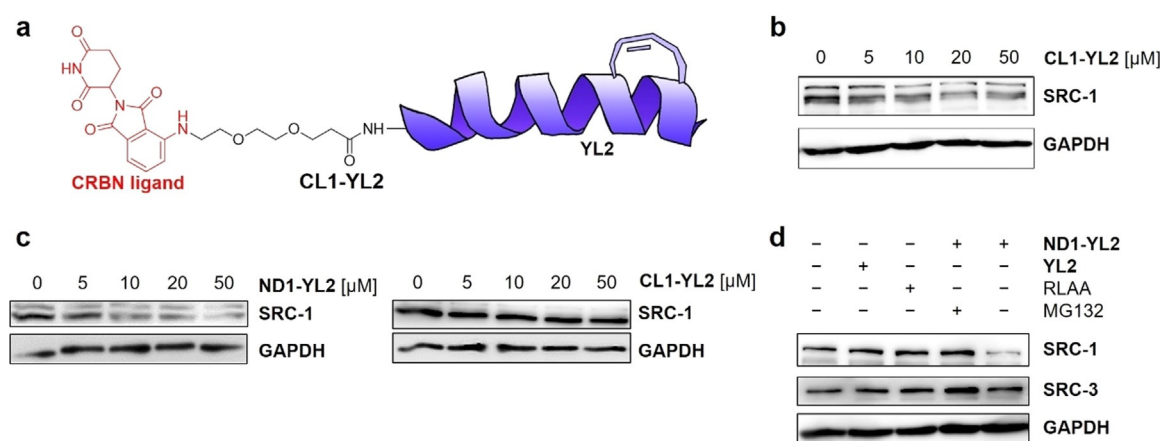 a
O
O
NH
O
N
O
O
H
N
O
O
NH
O
CRBN ligand
CL1-YL2
YL2
b
0 5 10 20 50 CL1-YL2 [µM]
SRC-1
GAPDH
c
0 5 10 20 50 ND1-YL2 [µM]
SRC-1
GAPDH
0 5 10 20 50 CL1-YL2 [µM]
SRC-1
GAPDH
d
– – – + + ND1-YL2
– + – – – YL2
– – + – – RLAA
– – – + – MG132
SRC-1
SRC-3
GAPDH